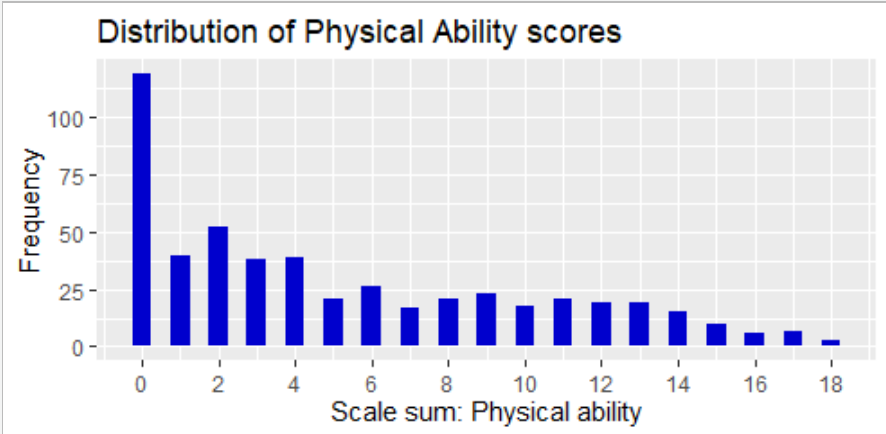 Distribution of Physical Ability scores
100
75
50
25
0
Frequency
0 2 4 6 8 10 12 14 16 18
Scale sum: Physical ability